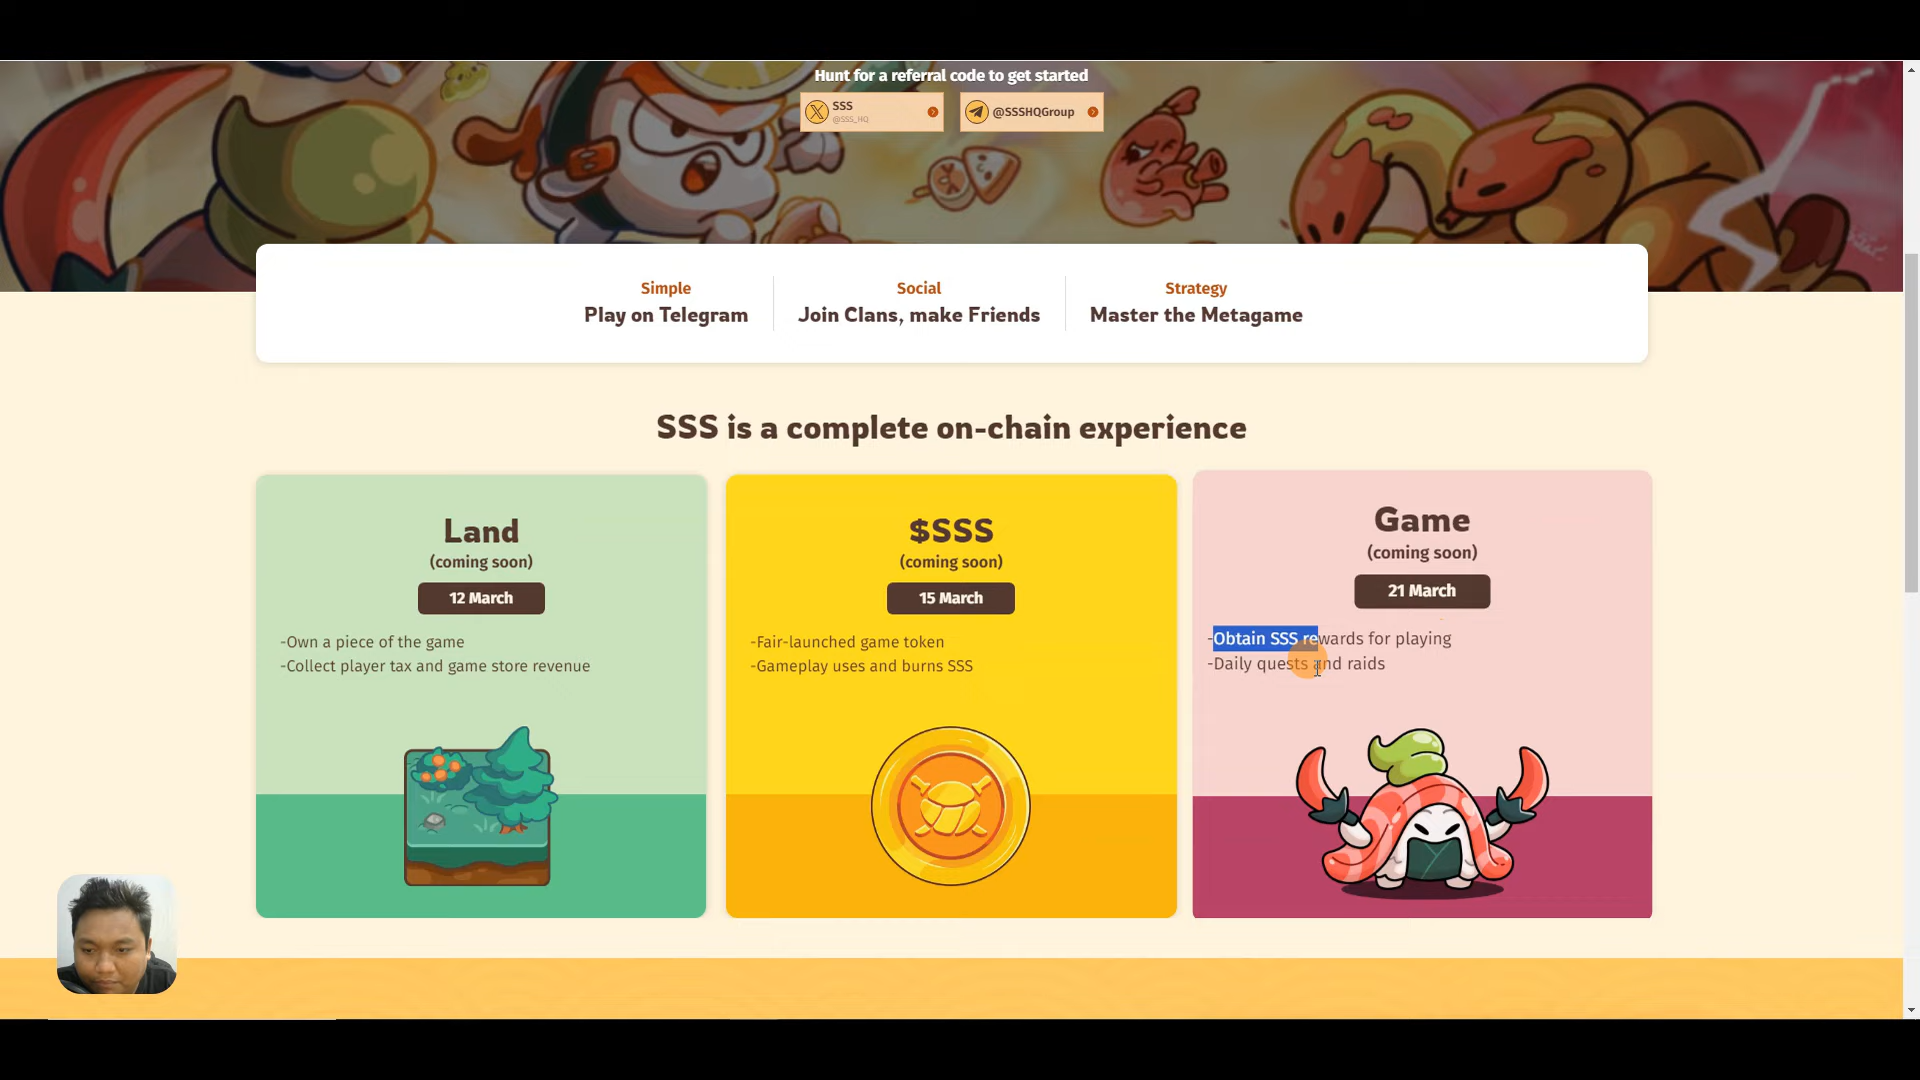 Hunt for a referral code to get started
SSS
@SSS_HQ
@SSSHQGroup
Simple
Play on Telegram
Social
Join Clans, make Friends
Strategy
Master the Metagame
SSS is a complete on-chain experience
Land
(coming soon)
12 March
-Own a piece of the game
-Collect player tax and game store revenue
$SSS
(coming soon)
15 March
-Fair-launched game token
-Gameplay uses and burns SSS
Game
(coming soon)
21 March
-Obtain SSS rewards for playing
-Daily quests and raids